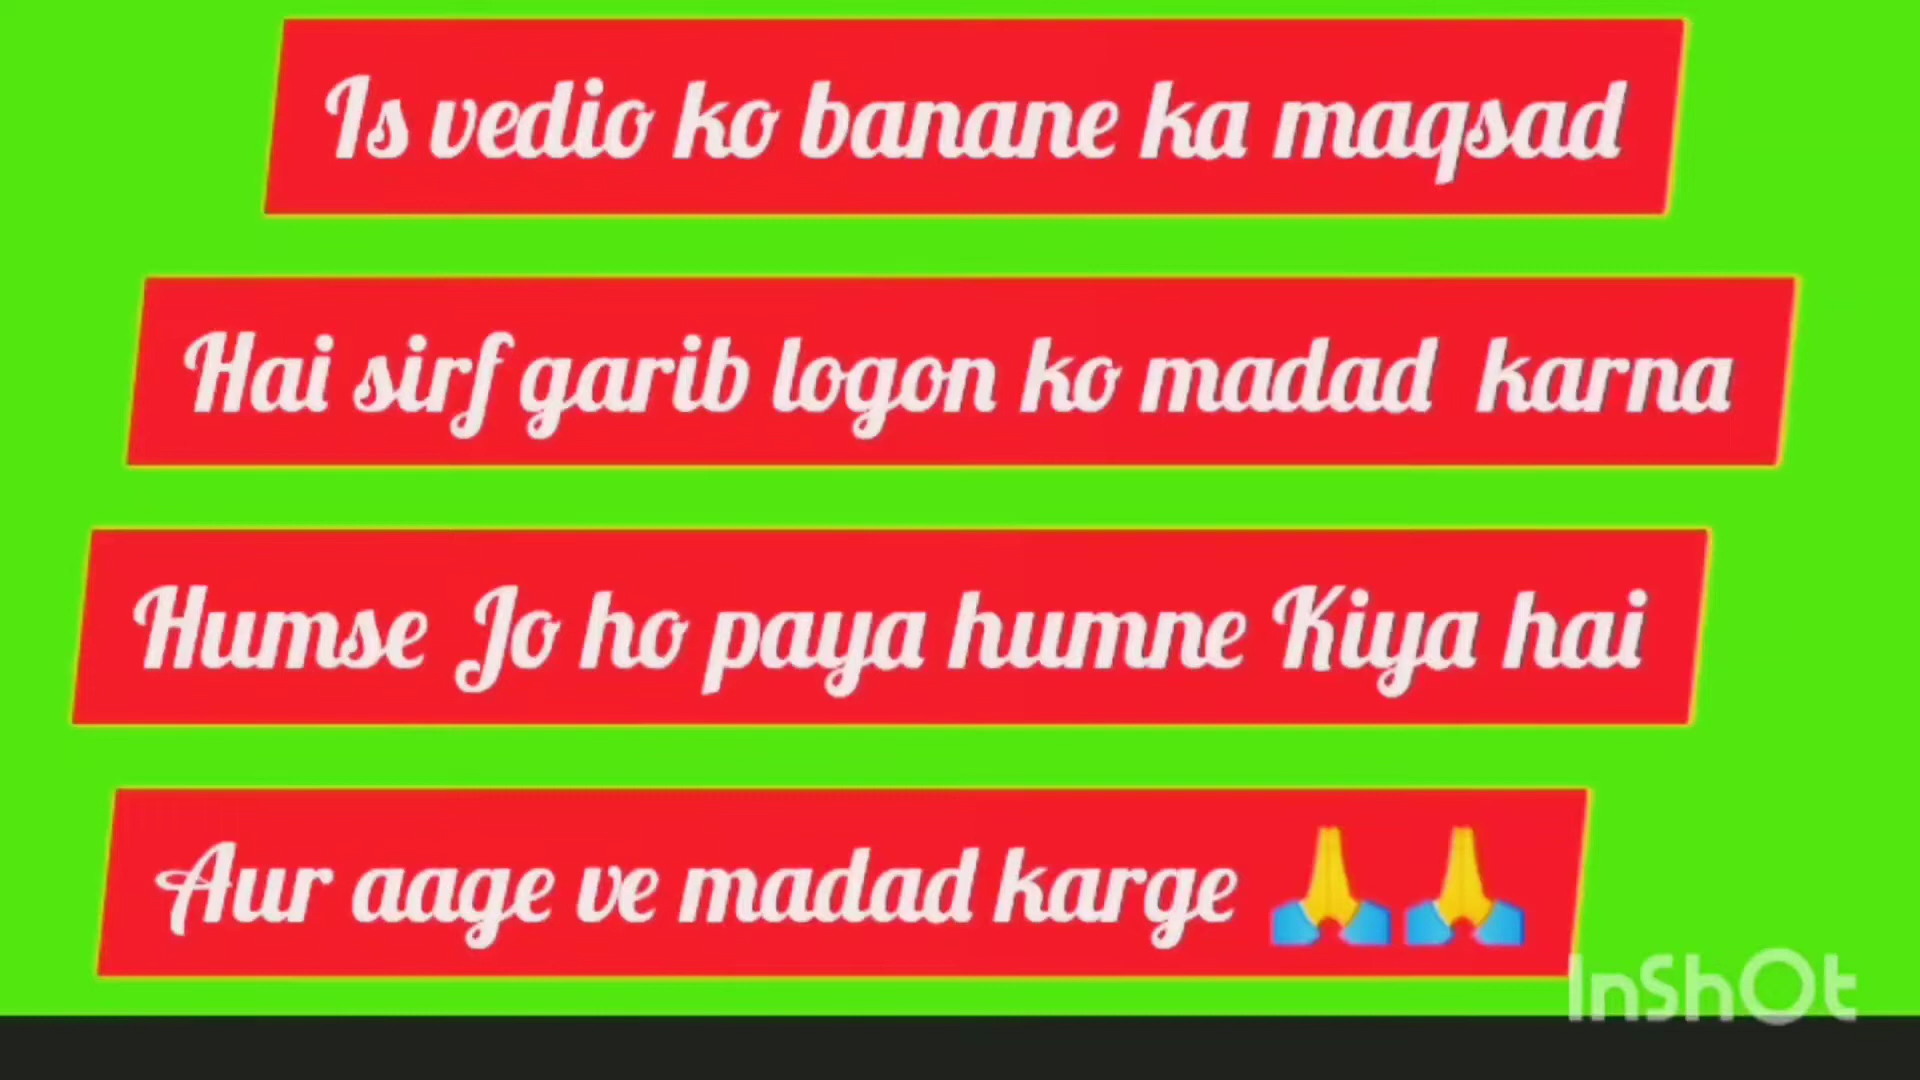 Is vedio ko banane ka maqsad
Hai sirf garib logon ko madad karna
Humse Jo ho paya humne Kiya hai
Aur aage ve madad karge 🙏🙏
InShOt